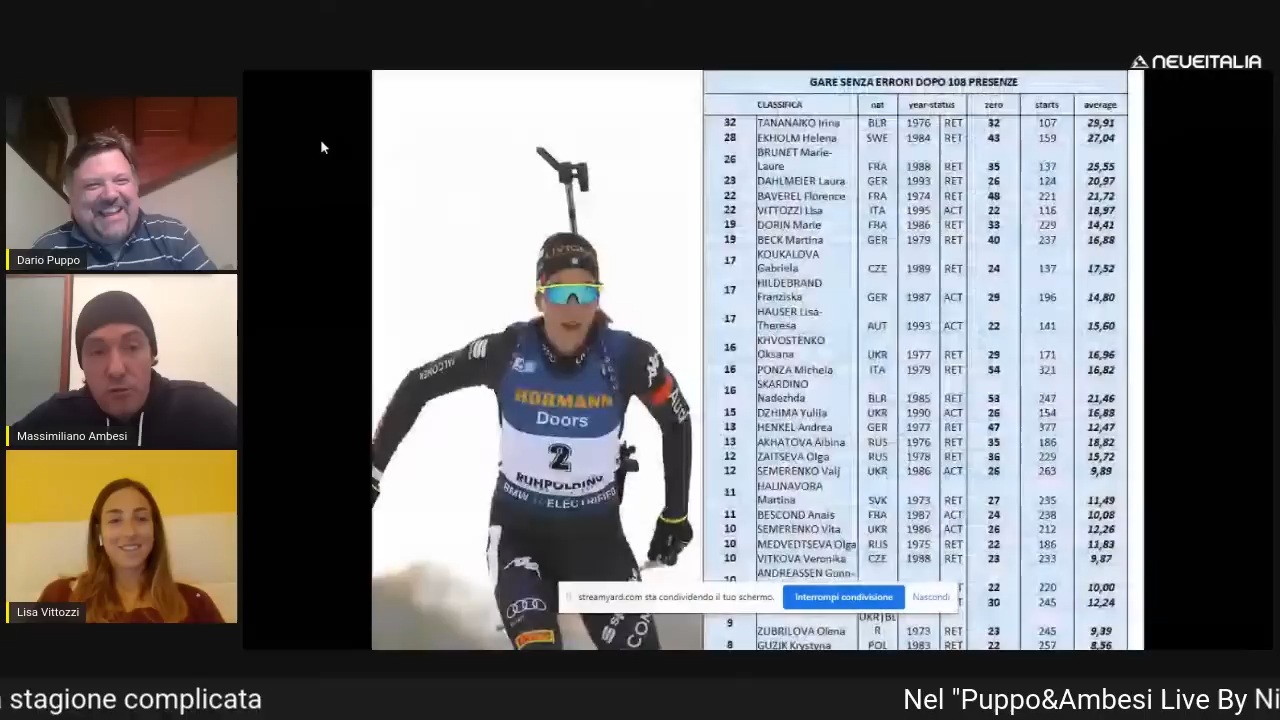 NEVEITALIA
GARE SENZA ERRORI DOPO 108 PRESENZE
CLASSIFICA nat year-status zero starts average
32 TANANAIKO Irina BLR 1976 RET 32 107 29,91
28 EKHOLM Helena SWE 1984 RET 43 159 27,04
26 BRUNET Marie-
Laure FRA 1988 RET 35 137 25,55
23 DAHLMEIER Laura GER 1993 RET 26 124 20,97
22 BAVEREL Florence FRA 1974 RET 48 221 21,72
22 VITTOZZI Lisa ITA 1995 ACT 22 116 18,97
19 DORIN Marie FRA 1986 RET 33 229 14,41
19 BECK Martina GER 1979 RET 40 237 16,88
17 KOUKALOVA
Gabriela CZE 1989 RET 24 137 17,52
17 HILDEBRAND
Franziska GER 1987 ACT 29 196 14,80
17 HAUSER Lisa-
Theresa AUT 1993 ACT 22 141 15,60
16 KHVOSTENKO
Oksana UKR 1977 RET 29 171 16,96
16 PONZA Michela ITA 1979 RET 54 321 16,82
16 SKARDINO
Nadezhda BLR 1985 RET 53 247 21,46
15 DZHIMA Yuliia UKR 1990 ACT 26 154 16,88
13 HENKEL Andrea GER 1977 RET 47 377 12,47
13 AKHATOVA Albina RUS 1976 RET 35 186 18,82
12 ZAITSEVA Olga RUS 1978 RET 36 229 15,72
12 SEMERENKO Valj UKR 1986 ACT 26 263 9,89
11 HALINAVORA
Martina SVK 1973 RET 27 235 11,49
11 BESCOND Anais FRA 1987 ACT 24 238 10,08
10 SEMERENKO Vita UKR 1986 ACT 26 212 12,26
10 MEDVEDTSEVA Olga RUS 1975 RET 22 186 11,83
10 VITKOVA Veronika CZE 1988 RET 23 233 9,87
10 ANDREASSEN Gunn-
22 220 10,00
30 245 12,24
9 UKR|BL
ZUBRILOVA Olena R 1973 RET 23 245 9,39
8 GUZIK Krystyna POL 1983 RET 22 257 8,56
streamyard.com sta condividendo il tuo schermo. Interrompi condivisione Nascondi
LIVIGNO
FALCONERI
Audi
HORMANN
Doors
2
RUHPOLDING
BMW ELECTRIFIED
Dario Puppo
Massimiliano Ambesi
Lisa Vittozzi
stagione complicata
Nel "Puppo&Ambesi Live By Ni